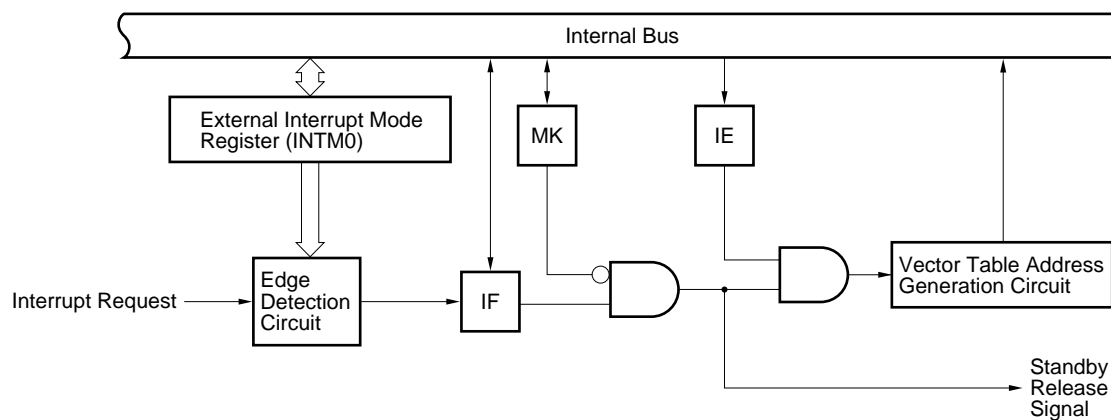 Internal Bus
External Interrupt Mode
Register (INTM0)
MK
IE
Interrupt Request
Edge
Detection
Circuit
IF
Vector Table Address
Generation Circuit
Standby
Release
Signal